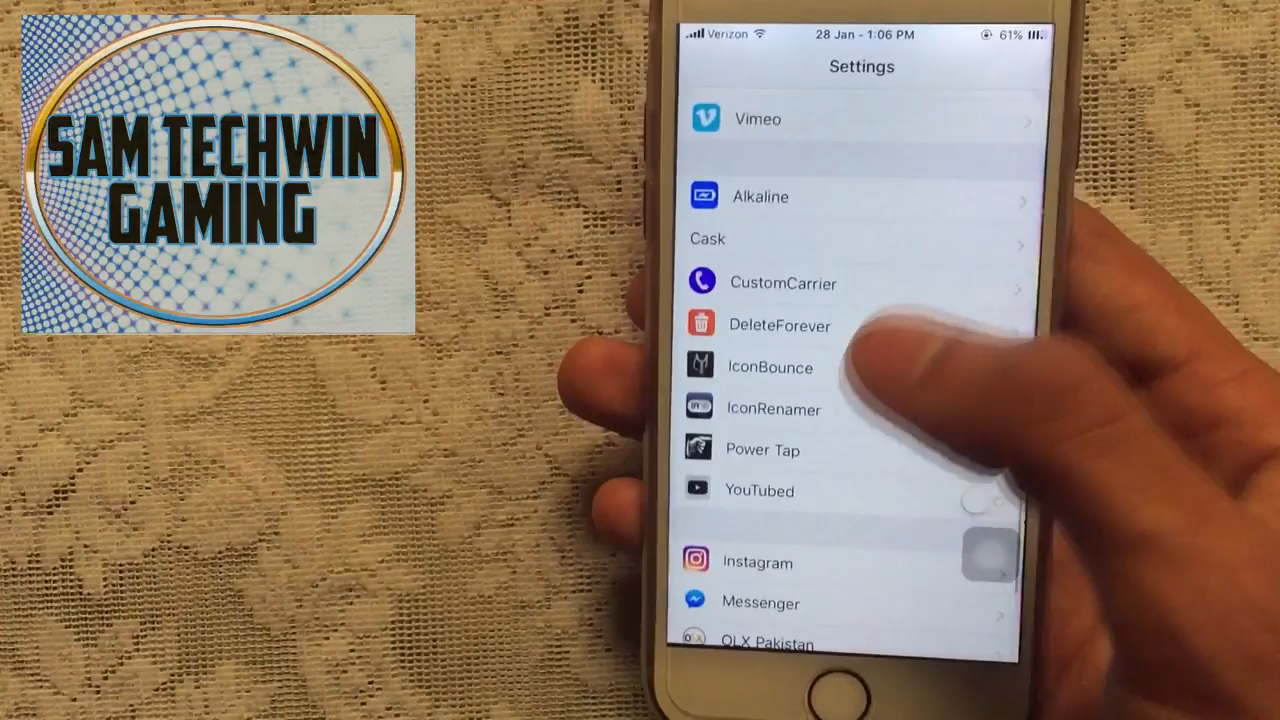 SAM TECHWIN
GAMING
Verizon 28 Jan - 1:06 PM 61%
Settings
Vimeo
Alkaline
Cask
CustomCarrier
DeleteForever
IconBounce
IconRenamer
Power Tap
YouTubed
Instagram
Messenger
OLX Pakistan